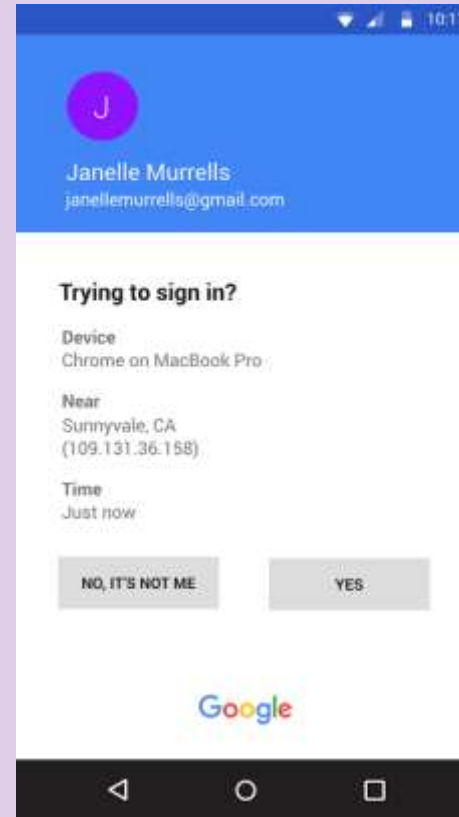 10:1
J
Janelle Murrells
janellemurrells@gmail.com
Trying to sign in?
Device
Chrome on MacBook Pro
Near
Sunnyvale, CA
(109.131.36.158)
Time
Just now
NO, IT'S NOT ME
YES
Google